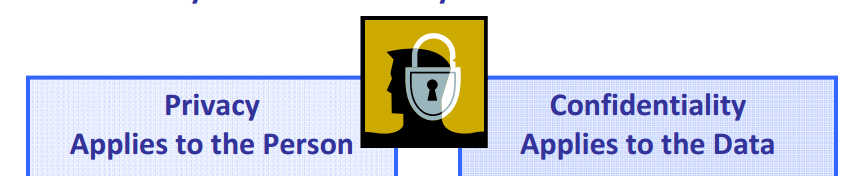 Privacy
Applies to the Person
Confidentiality
Applies to the Data